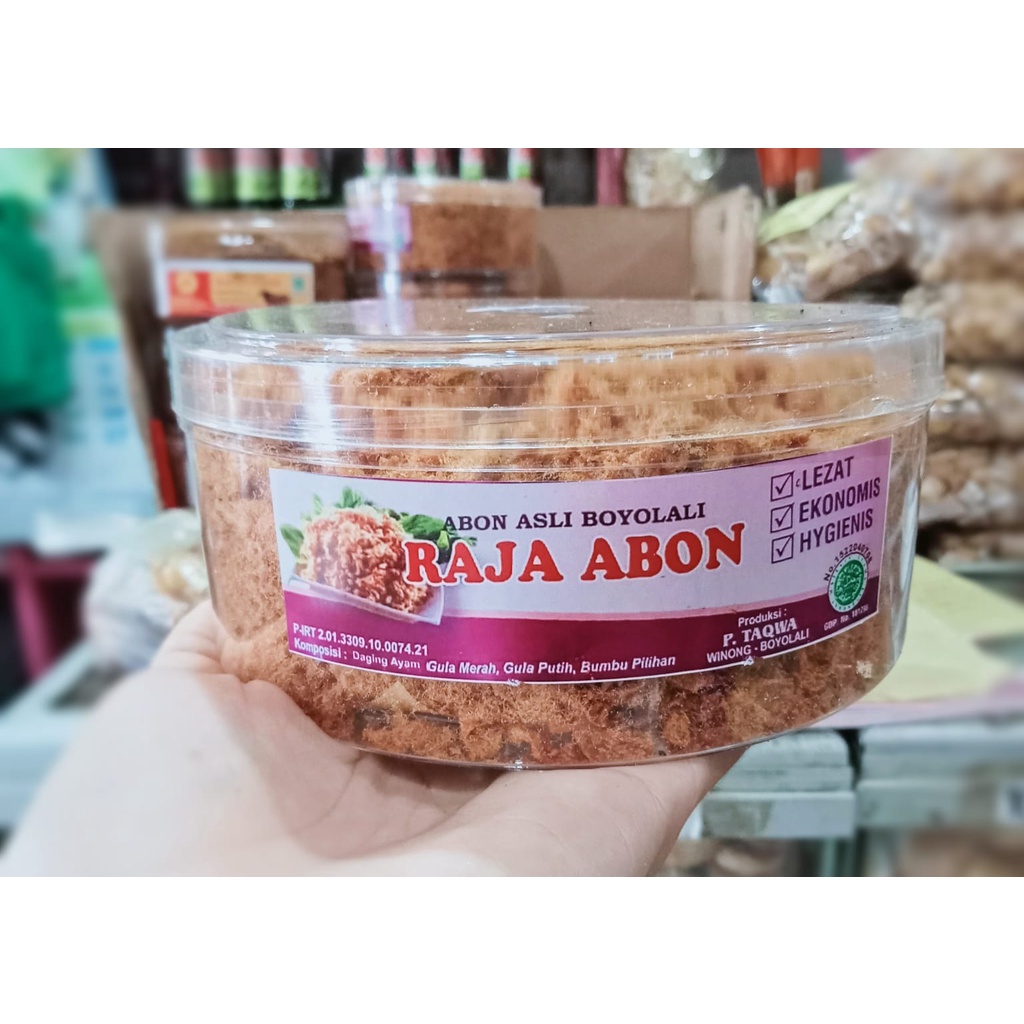 ABON ASLI BOYOLALI
RAJA ABON
LEZAT
EKONOMIS
HYGIENIS
P-IRT 2.01.3309.10.0074.21
Komposisi : Daging Ayam Gula Merah, Gula Putih, Bumbu Pilihan
Produksi :
P. TAQWA
WINONG - BOYOLALI